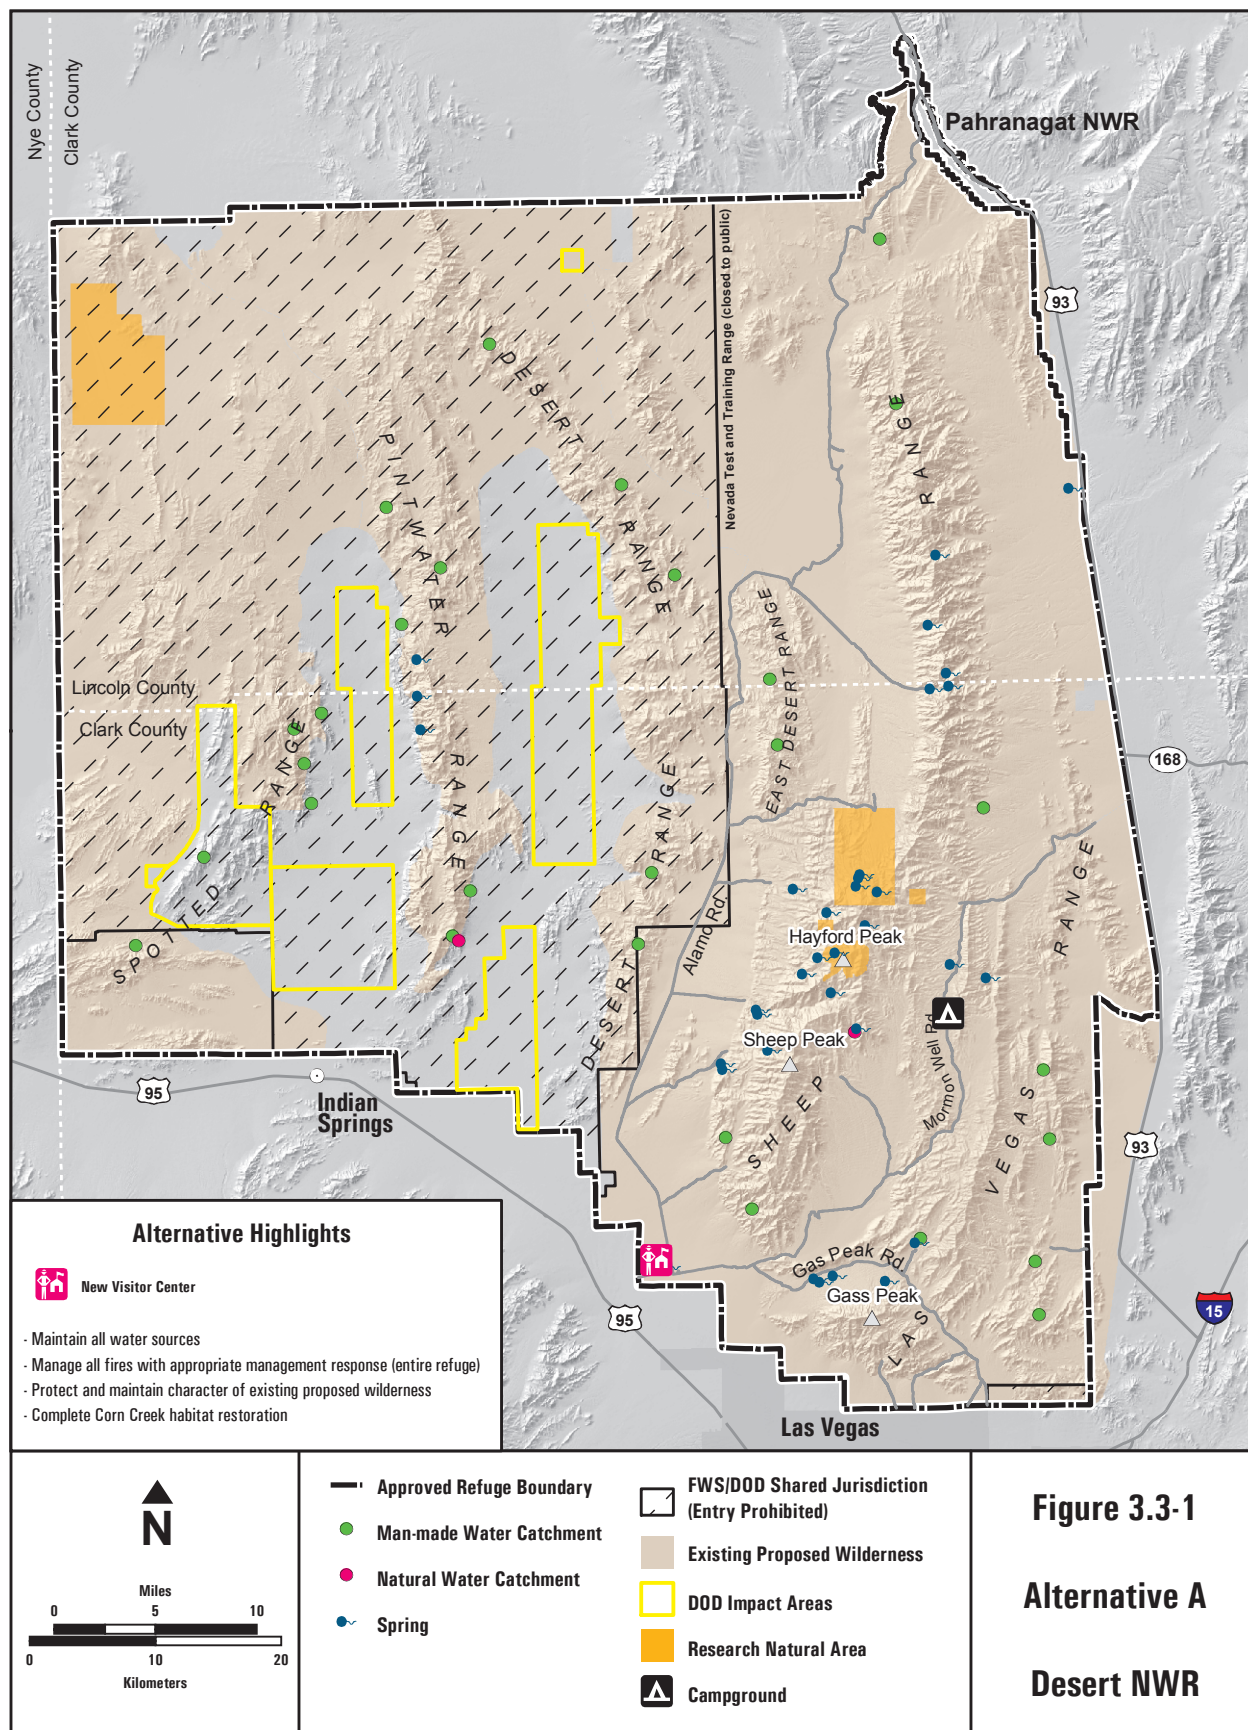 Nye County
Clark County
Pahranagat NWR
93
Nevada Test and Training Range (closed to public)
DESERT
RANGE
PINTWATER
RANGE
RANGE
EAST DESERT RANGE
Lincoln County
Clark County
168
SPOTTED
RANGE
DESERT
RANGE
Alamo Rd.
Hayford Peak
Sheep Peak
SHEEP
RANGE
Mormon Well Rd.
LAS
VEGAS
RANGE
95
Indian
Springs
93
Gas Peak Rd.
Gass Peak
95
15
Las Vegas
Alternative Highlights
New Visitor Center
- Maintain all water sources
- Manage all fires with appropriate management response (entire refuge)
- Protect and maintain character of existing proposed wilderness
- Complete Corn Creek habitat restoration
N
Miles
0 5 10
0 10 20
Kilometers
Approved Refuge Boundary
Man-made Water Catchment
Natural Water Catchment
Spring
FWS/DOD Shared Jurisdiction
(Entry Prohibited)
Existing Proposed Wilderness
DOD Impact Areas
Research Natural Area
Campground
Figure 3.3-1
Alternative A
Desert NWR